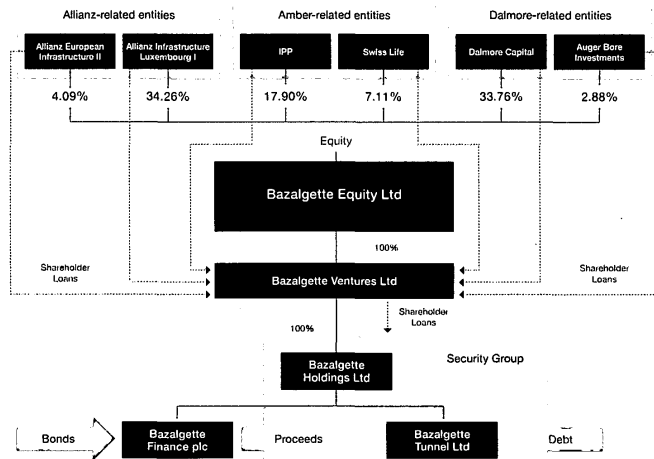 Allianz-related entities
Amber-related entities
Dalmore-related entities
Allianz European
Infrastructure II
Allianz Infrastructure
Luxembourg I
IPP
Swiss Life
Dalmore Capital
Auger Bore
Investments
4.09%
34.26%
17.90%
7.11%
33.76%
2.88%
Equity
Bazalgette Equity Ltd
100%
Shareholder
Loans
Bazalgette Ventures Ltd
Shareholder
Loans
Shareholder
Loans
100%
Security Group
Bazalgette
Holdings Ltd
Bonds
Bazalgette
Finance plc
Proceeds
Bazalgette
Tunnel Ltd
Debt